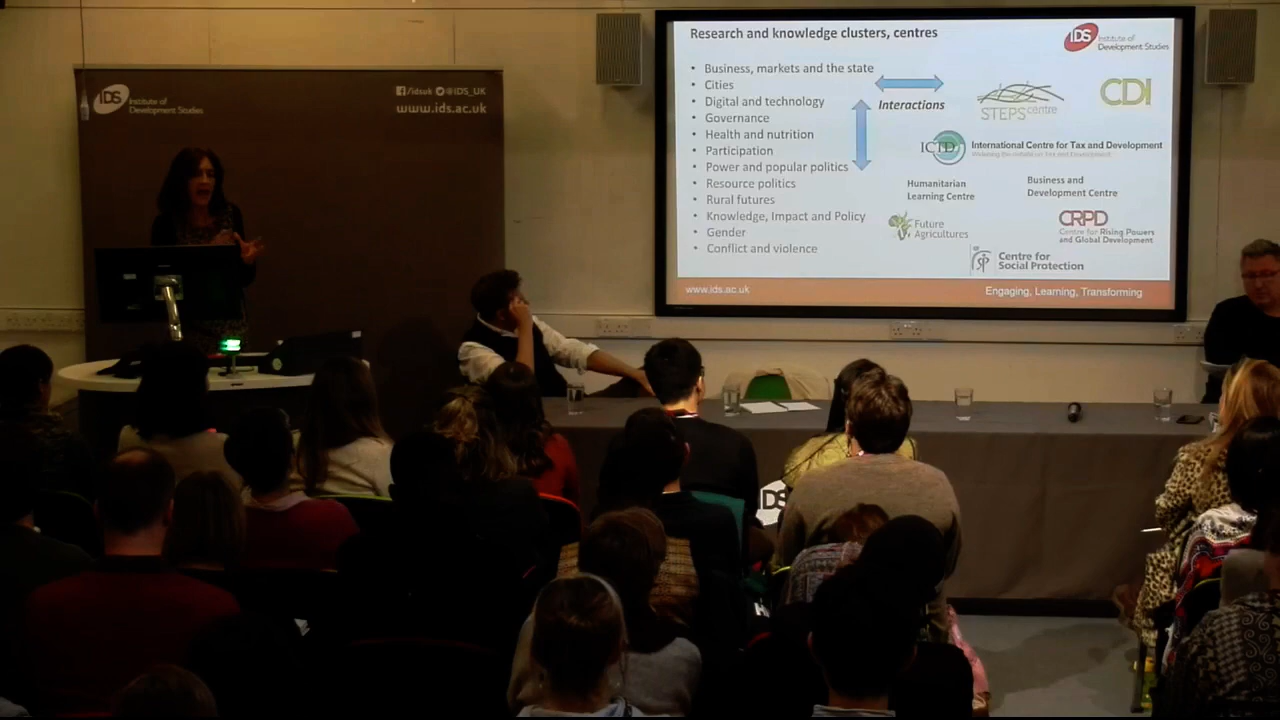 IDS Institute of
Development Studies
/idsuk @IDS_UK
www.ids.ac.uk
Research and knowledge clusters, centres
IDS Institute of
Development Studies
• Business, markets and the state
• Cities
• Digital and technology
• Governance
• Health and nutrition
• Participation
• Power and popular politics
• Resource politics
• Rural futures
• Knowledge, Impact and Policy
• Gender
• Conflict and violence
Interactions
STEPS centre
CDI
ICTD International Centre for Tax and Development
Humanitarian
Learning Centre
Business and
Development Centre
Future
Agricultures
CRPD
Centre for Rising Powers
and Global Development
Centre for
Social Protection
www.ids.ac.uk
Engaging, Learning, Transforming
IDS